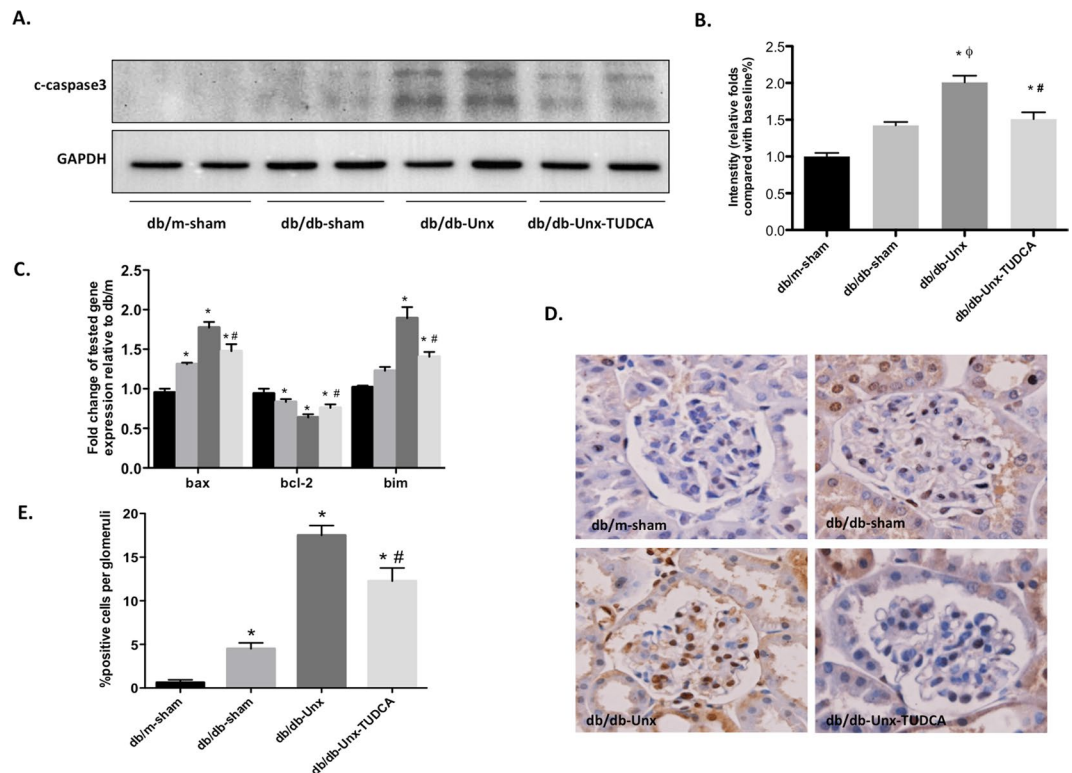 A.
c-caspase3
GAPDH
db/m-sham
db/db-sham
db/db-Unx
db/db-Unx-TUDCA
B.
Intenstity (relative folds
compared with baseline%)
2.5
2.0
1.5
1.0
0.5
0.0
* ϕ
* #
db/m-sham
db/db-sham
db/db-Unx
db/db-Unx-TUDCA
C.
Fold change of tested gene
expression relative to db/m
2.5
2.0
1.5
1.0
0.5
0.0
*
*
* #
*
*
* #
*
* #
bax
bcl-2
bim
D.
db/m-sham
db/db-sham
db/db-Unx
db/db-Unx-TUDCA
E.
%positive cells per glomeruli
20
15
10
5
0
*
*
* #
db/m-sham
db/db-sham
db/db-Unx
db/db-Unx-TUDCA